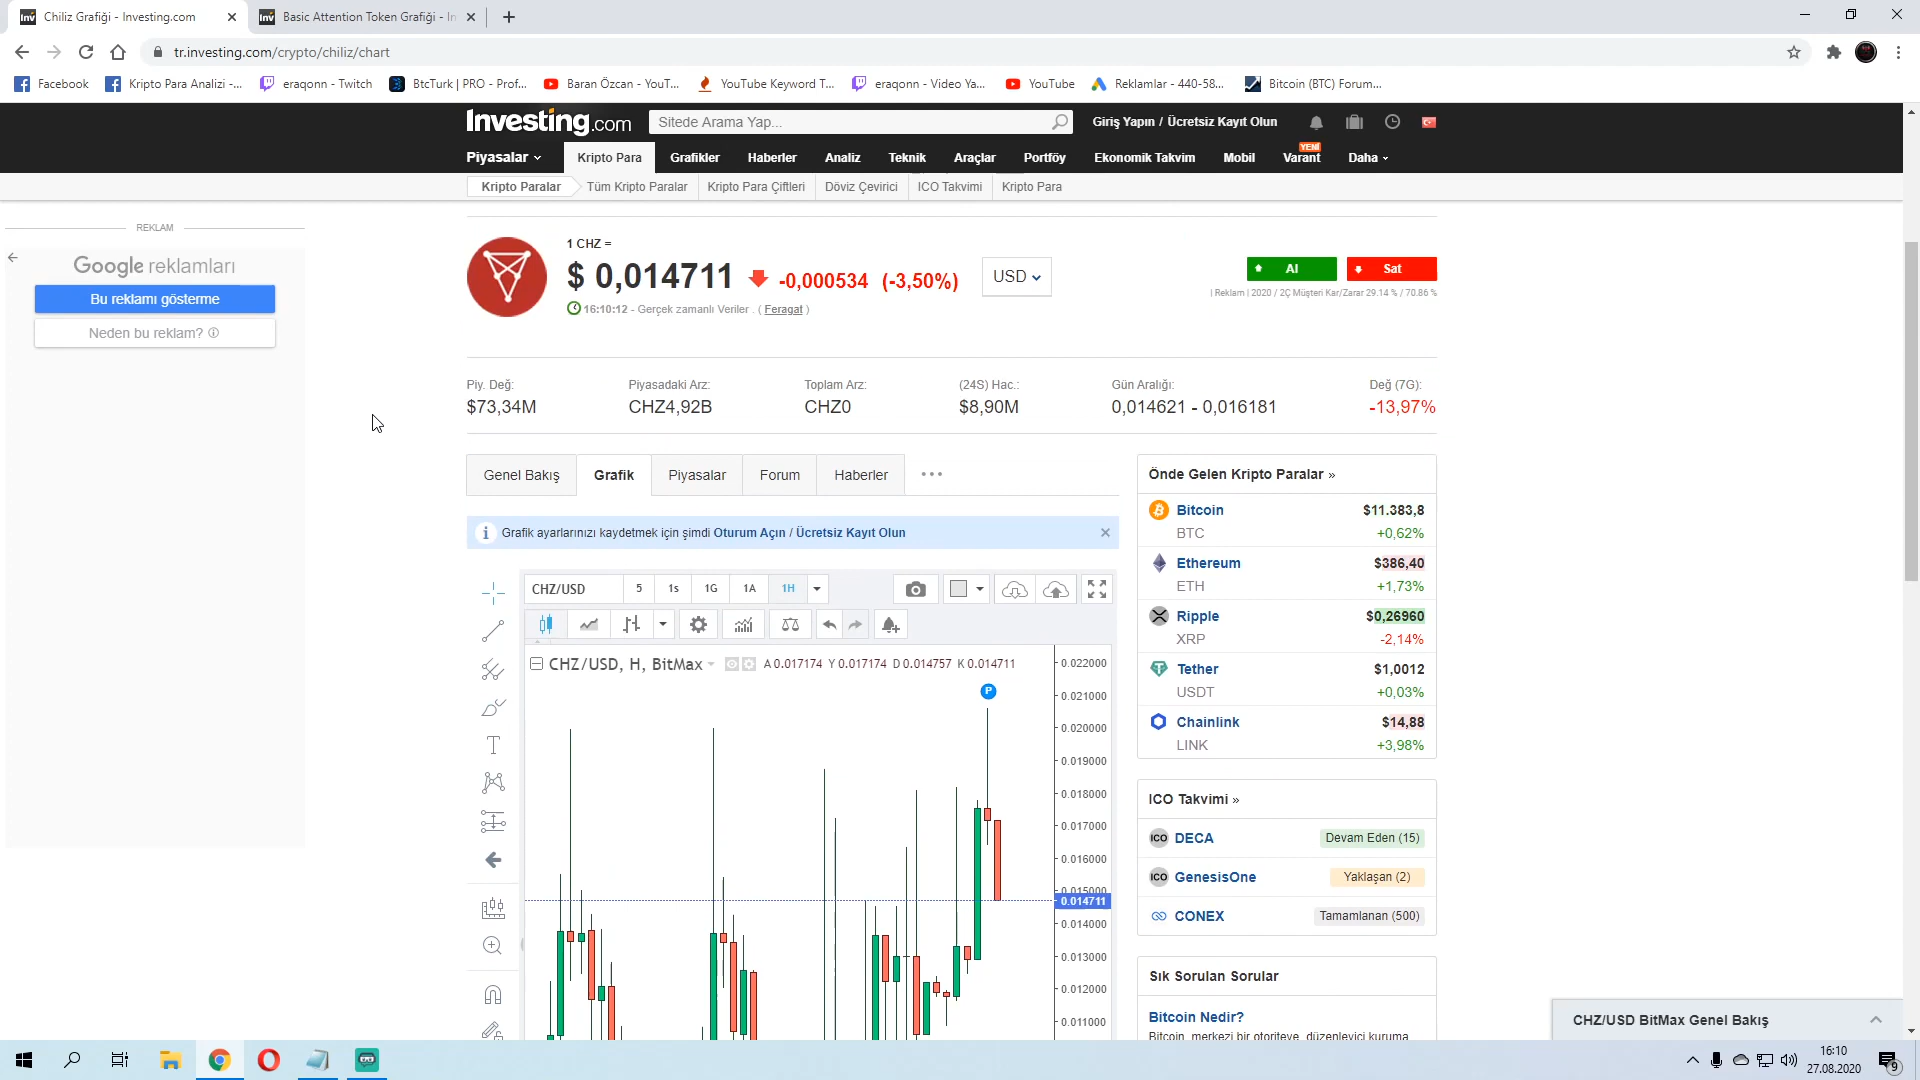 Chiliz Grafiği - Investing.com
Basic Attention Token Grafiği - In
tr.investing.com/crypto/chiliz/chart
Facebook
Kripto Para Analizi -...
eraqonn - Twitch
BtcTurk | PRO - Prof...
Baran Özcan - YouT...
YouTube Keyword T...
eraqonn - Video Ya...
YouTube
Reklamlar - 440-58...
Bitcoin (BTC) Forum...
Investing.com
Sitede Arama Yap...
Giriş Yapın / Ücretsiz Kayıt Olun
Piyasalar
Kripto Para
Grafikler
Haberler
Analiz
Teknik
Araçlar
Portföy
Ekonomik Takvim
Mobil
YENİ
Varant
Daha
Kripto Paralar
Tüm Kripto Paralar
Kripto Para Çiftleri
Döviz Çevirici
ICO Takvimi
Kripto Para
REKLAM
Google reklamları
Bu reklamı gösterme
Neden bu reklam?
1 CHZ =
$ 0,014711
-0,000534 (-3,50%)
USD
16:10:12 - Gerçek zamanlı Veriler . ( Feragat )
Al
Sat
| Reklam | 2020 / 2Ç Müşteri Kar/Zarar 29.14 % / 70.86 %
Piy. Değ:
$73,34M
Piyasadaki Arz:
CHZ4,92B
Toplam Arz:
CHZ0
(24S) Hac.:
$8,90M
Gün Aralığı:
0,014621 - 0,016181
Değ (7G):
-13,97%
Genel Bakış
Grafik
Piyasalar
Forum
Haberler
Grafik ayarlarınızı kaydetmek için şimdi Oturum Açın / Ücretsiz Kayıt Olun
CHZ/USD
5
1s
1G
1A
1H
CHZ/USD, H, BitMax
A 0.017174 Y 0.017174 D 0.014757 K 0.014711
P
0.022000
0.021000
0.020000
0.019000
0.018000
0.017000
0.016000
0.015000
0.014711
0.014000
0.013000
0.012000
0.011000
Önde Gelen Kripto Paralar »
Bitcoin
$11.383,8
BTC
+0,62%
Ethereum
$386,40
ETH
+1,73%
Ripple
$0,26960
XRP
-2,14%
Tether
$1,0012
USDT
+0,03%
Chainlink
$14,88
LINK
+3,98%
ICO Takvimi »
ICO
DECA
Devam Eden (15)
ICO
GenesisOne
Yaklaşan (2)
CONEX
Tamamlanan (500)
Sık Sorulan Sorular
Bitcoin Nedir?
Bitcoin, merkezi bir otoriteye, düzenleyici kuruma
CHZ/USD BitMax Genel Bakış
16:10
27.08.2020
9